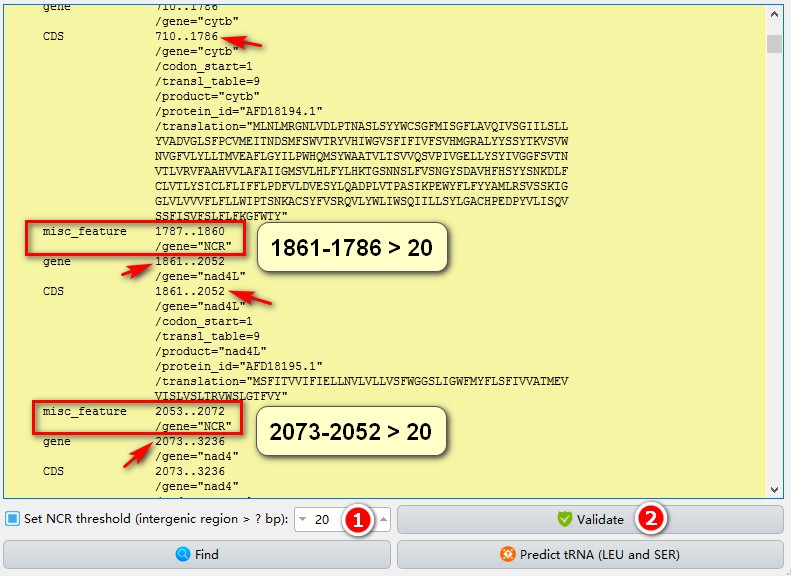 gene 710..1786
/gene="cytb"
CDS 710..1786
/gene="cytb"
/codon_start=1
/transl_table=9
/product="cytb"
/protein_id="AFD18194.1"
/translation="MLNLMRGNLVDLPTNASLSYYWCSGFMISGFLAVQIVSGIILSLL
YVADVGLSFPCVMEITNDSMFSWVTRYVHIWGVSFIFIVFSVHMGRALYYSSYTKVSVW
NVGFVLYLLTMVEAFLGYILPWHQMSYWAATVLTSVVQSVPIVGELLYSYIVGGFSVTN
VTLVRVFAAHVVLAFAIIGMSVLHLFYLHKTGSNNSLFVSNGYSDAVHFHSYYSNKDLF
CLVTLYSICLFLIFFLPDFVLDVESYLQADPLVTPASIKPEWYFLFYYAMLRSVSSKIG
GLVLVVVFLFLLWIPTSNKACSYFVSRQVLYWLIWSQIILLSYLGACHPEDPYVLISQV
SSFISVFSLFLFKGFWTY"
misc_feature 1787..1860
/gene="NCR"
1861-1786 > 20
gene 1861..2052
/gene="nad4L"
CDS 1861..2052
/gene="nad4L"
/codon_start=1
/transl_table=9
/product="nad4L"
/protein_id="AFD18195.1"
/translation="MSFITVVIFIELLNVLVLLVSFWGGSLIGWFMYFLSFIVVATMEV
VISLVSLTRVWSLGTFVY"
misc_feature 2053..2072
/gene="NCR"
2073-2052 > 20
gene 2073..3236
/gene="nad4"
CDS 2073..3236
/gene="nad4"
Set NCR threshold (intergenic region > ? bp): 20 1
Validate 2
Find
Predict tRNA (LEU and SER)